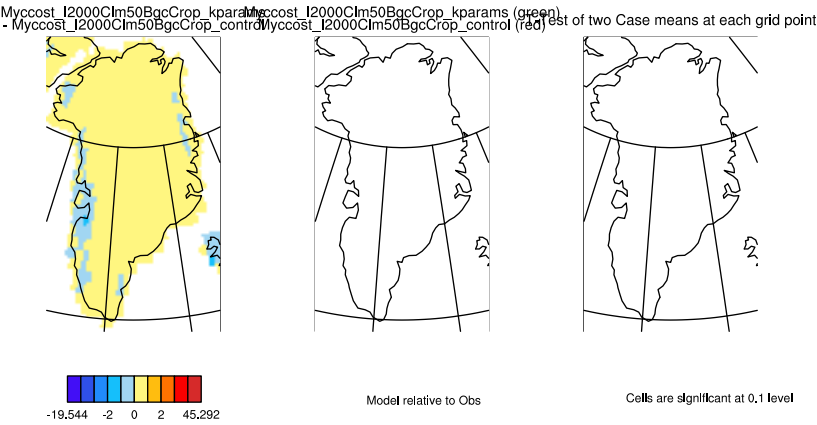 Myccost_I2000Clm50BgcCrop_kparams
- Myccost_I2000Clm50BgcCrop_control
Myccost_I2000Clm50BgcCrop_kparams (green)
Myccost_I2000Clm50BgcCrop_control (red)
T-Test of two Case means at each grid point
-19.544 -2 0 2 45.292
Model relative to Obs
Cells are significant at 0.1 level